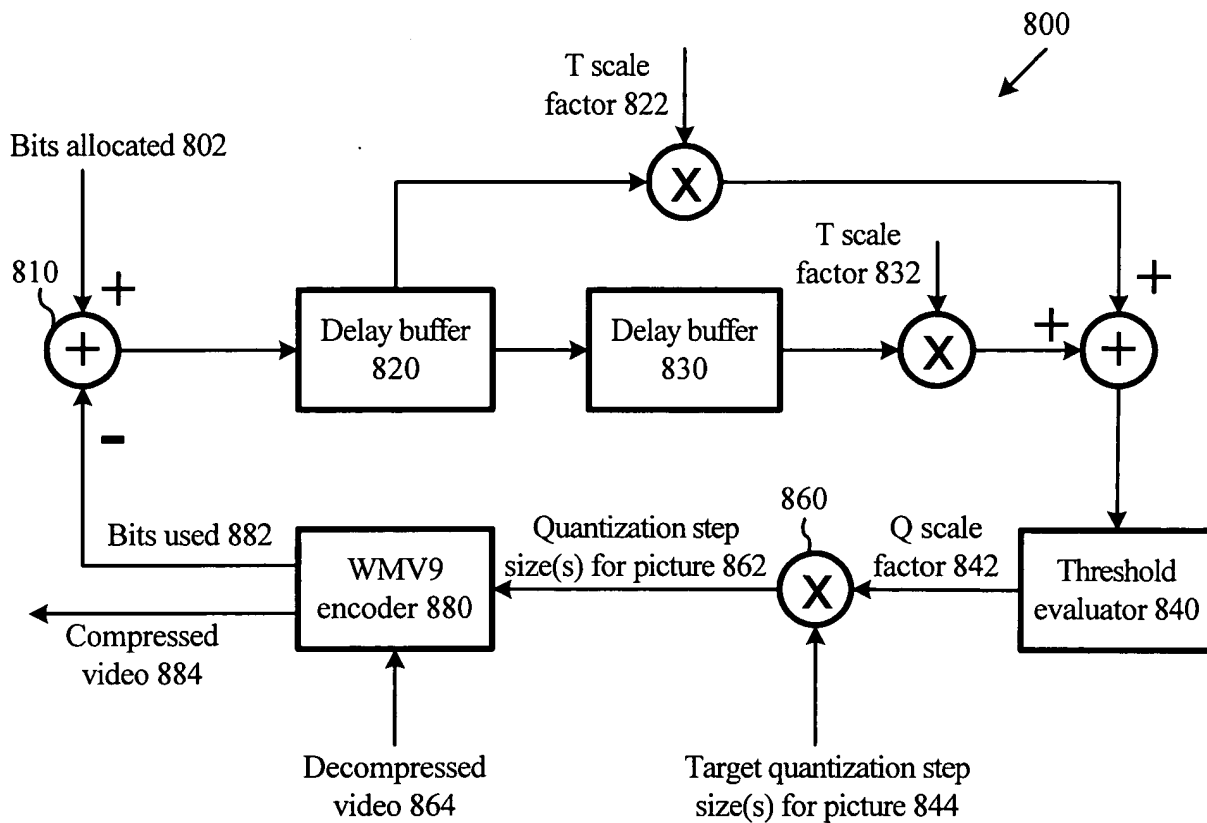 800
T scale
factor 822
Bits allocated 802
X
T scale
factor 832
810
+
+
+
Delay buffer
820
Delay buffer
830
X
+
+
-
860
Bits used 882
Quantization step
size(s) for picture 862
Q scale
factor 842
WMV9
encoder 880
X
Threshold
evaluator 840
Compressed
video 884
Decompressed
video 864
Target quantization step
size(s) for picture 844